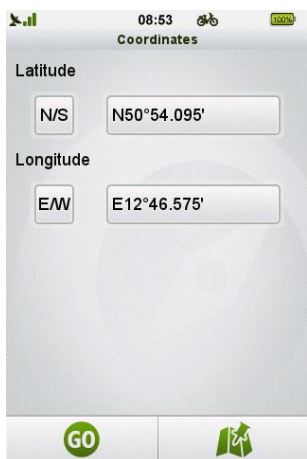 08:53
100%
Coordinates
Latitude
N/S
N50°54.095'
Longitude
E/W
E12°46.575'
GO